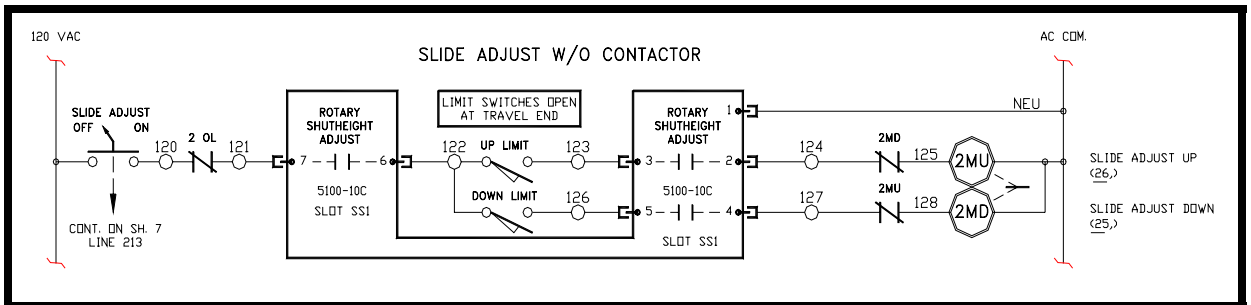 120 VAC
AC COM.
SLIDE ADJUST W/O CONTACTOR
LIMIT SWITCHES OPEN
AT TRAVEL END
SLIDE ADJUST
OFF ON
120
2 OL
121
CONT. ON SH. 7
LINE 213
ROTARY
SHUTHEIGHT
ADJUST
7
6
5100-10C
SLOT SS1
122
UP LIMIT
123
DOWN LIMIT
126
ROTARY
SHUTHEIGHT
ADJUST
1
3
2
5100-10C
5
4
SLOT SS1
NEU
124
2MD
125
2MU
127
2MU
128
2MD
SLIDE ADJUST UP
(26,)
SLIDE ADJUST DOWN
(25,)